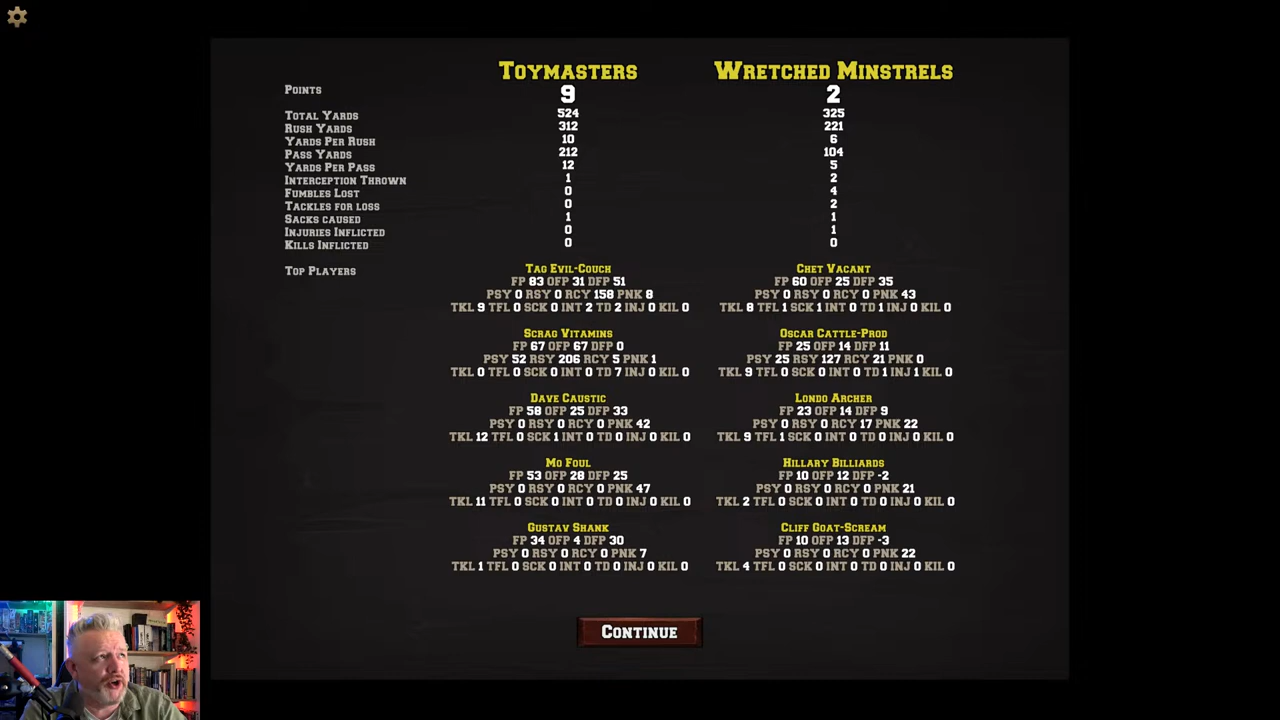 Toymasters Wretched Minstrels
Points 9 2
Total Yards 524 325
Rush Yards 312 221
Yards Per Rush 10 6
Pass Yards 212 104
Yards Per Pass 12 5
Interception Thrown 1 2
Fumbles Lost 0 4
Tackles for loss 0 2
Sacks caused 1 1
Injuries Inflicted 0 1
Kills Inflicted 0 0
Top Players
Tag Evil-Couch Chet Vacant
FP 83 OFP 31 DFP 51 FP 60 OFP 25 DFP 35
PSY 0 RSY 0 RCY 158 PNK 8 PSY 0 RSY 0 RCY 0 PNK 43
TKL 9 TFL 0 SCK 0 INT 2 TD 2 INJ 0 KIL 0 TKL 8 TFL 1 SCK 1 INT 0 TD 1 INJ 0 KIL 0
Scrag Vitamins Oscar Cattle-Prod
FP 67 OFP 67 DFP 0 FP 25 OFP 14 DFP 11
PSY 52 RSY 206 RCY 5 PNK 1 PSY 25 RSY 127 RCY 21 PNK 0
TKL 0 TFL 0 SCK 0 INT 0 TD 7 INJ 0 KIL 0 TKL 9 TFL 0 SCK 0 INT 0 TD 1 INJ 1 KIL 0
Dave Caustic Londo Archer
FP 58 OFP 25 DFP 33 FP 23 OFP 14 DFP 9
PSY 0 RSY 0 RCY 0 PNK 42 PSY 0 RSY 0 RCY 17 PNK 22
TKL 12 TFL 0 SCK 1 INT 0 TD 0 INJ 0 KIL 0 TKL 9 TFL 1 SCK 0 INT 0 TD 0 INJ 0 KIL 0
Mo Foul Hillary Billiards
FP 53 OFP 28 DFP 25 FP 10 OFP 12 DFP -2
PSY 0 RSY 0 RCY 0 PNK 47 PSY 0 RSY 0 RCY 0 PNK 21
TKL 11 TFL 0 SCK 0 INT 0 TD 0 INJ 0 KIL 0 TKL 2 TFL 0 SCK 0 INT 0 TD 0 INJ 0 KIL 0
Gustav Shank Cliff Goat-Scream
FP 34 OFP 4 DFP 30 FP 10 OFP 13 DFP -3
PSY 0 RSY 0 RCY 0 PNK 7 PSY 0 RSY 0 RCY 0 PNK 22
TKL 1 TFL 0 SCK 0 INT 0 TD 0 INJ 0 KIL 0 TKL 4 TFL 0 SCK 0 INT 0 TD 0 INJ 0 KIL 0
Continue